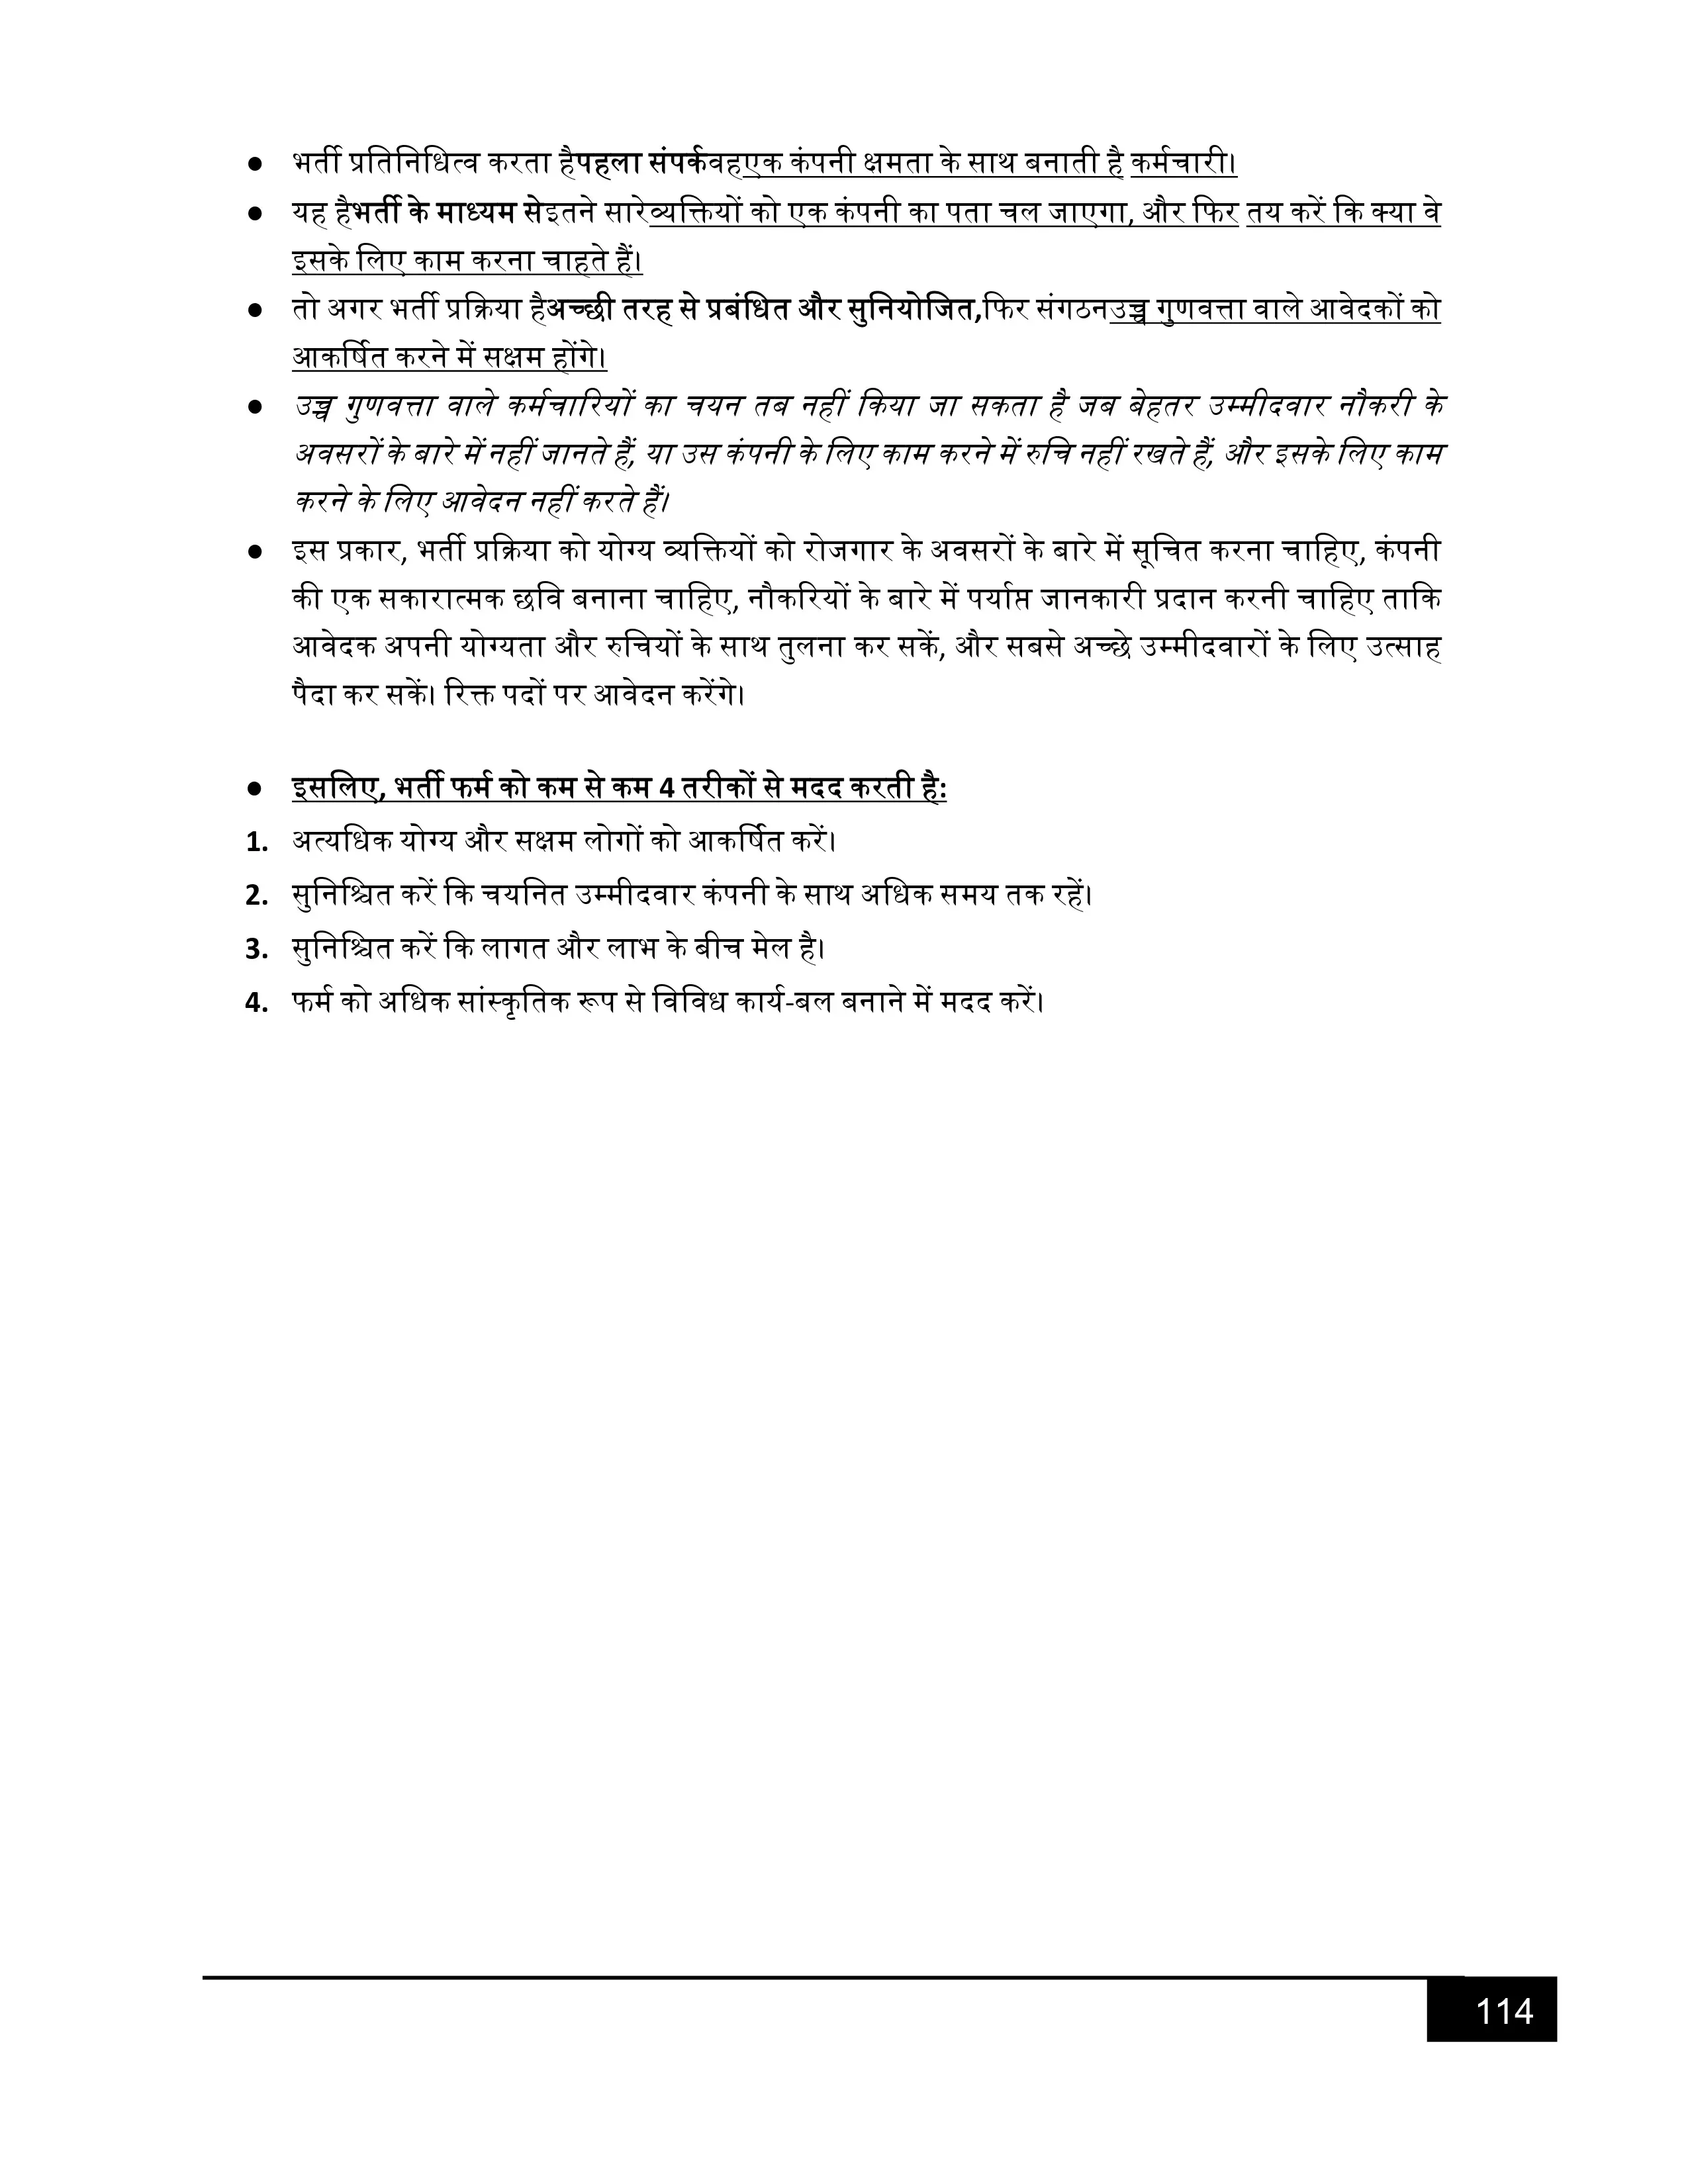 ● भर्ती प्रतिनिधित्व करता हैपहला संपर्कवहएक कंपनी क्षमता के साथ बनाती है कर्मचारी।
● यह हैभर्ती के माध्यम सेइतने सारेव्यक्तियों को एक कंपनी का पता चल जाएगा, और फिर तय करें कि क्या वे
इसके लिए काम करना चाहते हैं।
● तो अगर भर्ती प्रक्रिया हैअच्छी तरह से प्रबंधित और सुनियोजित,फिर संगठनउच्च गुणवत्ता वाले आवेदकों को
आकर्षित करने में सक्षम होंगे।
● उच्च गुणवत्ता वाले कर्मचारियों का चयन तब नहीं किया जा सकता है जब बेहतर उम्मीदवार नौकरी के
अवसरों के बारे में नहीं जानते हैं, या उस कंपनी के लिए काम करने में रुचि नहीं रखते हैं, और इसके लिए काम
करने के लिए आवेदन नहीं करते हैं।
● इस प्रकार, भर्ती प्रक्रिया को योग्य व्यक्तियों को रोजगार के अवसरों के बारे में सूचित करना चाहिए, कंपनी
की एक सकारात्मक छवि बनाना चाहिए, नौकरियों के बारे में पर्याप्त जानकारी प्रदान करनी चाहिए ताकि
आवेदक अपनी योग्यता और रुचियों के साथ तुलना कर सकें, और सबसे अच्छे उम्मीदवारों के लिए उत्साह
पैदा कर सकें। रिक्त पदों पर आवेदन करेंगे।
● इसलिए, भर्ती फर्म को कम से कम 4 तरीकों से मदद करती है:
1. अत्यधिक योग्य और सक्षम लोगों को आकर्षित करें।
2. सुनिश्चित करें कि चयनित उम्मीदवार कंपनी के साथ अधिक समय तक रहें।
3. सुनिश्चित करें कि लागत और लाभ के बीच मेल है।
4. फर्म को अधिक सांस्कृतिक रूप से विविध कार्य-बल बनाने में मदद करें।
114